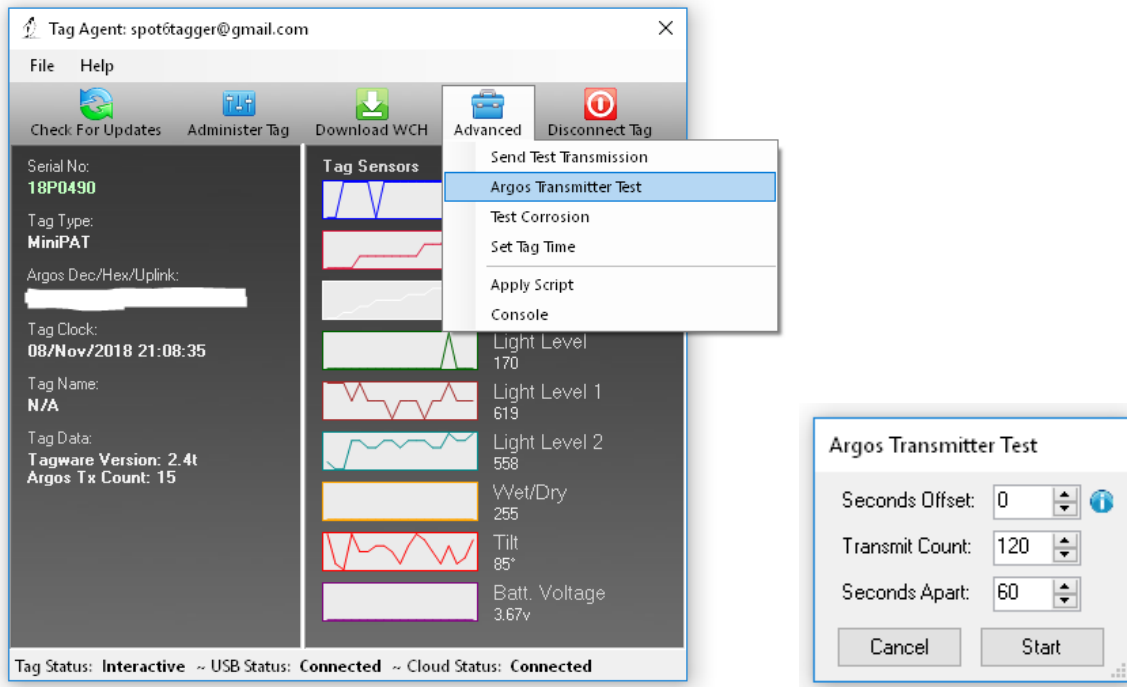 Tag Agent: spot6tagger@gmail.com
File Help
Check For Updates Administer Tag Download WCH Advanced Disconnect Tag
Send Test Transmission
Argos Transmitter Test
Test Corrosion
Set Tag Time
Apply Script
Console
Serial No:
18P0490
Tag Type:
MiniPAT
Argos Dec/Hex/Uplink:
Tag Clock:
08/Nov/2018 21:08:35
Tag Name:
N/A
Tag Data:
Tagware Version: 2.4t
Argos Tx Count: 15
Tag Sensors
Light Level
170
Light Level 1
619
Light Level 2
558
Wet/Dry
255
Tilt
85°
Batt. Voltage
3.67v
Tag Status: Interactive ~ USB Status: Connected ~ Cloud Status: Connected
Argos Transmitter Test
Seconds Offset: 0
Transmit Count: 120
Seconds Apart: 60
Cancel Start